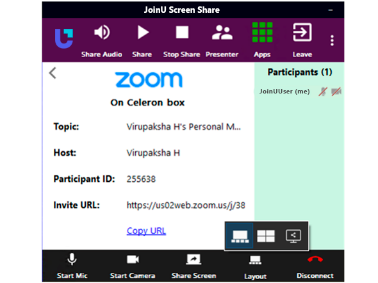 JoinU Screen Share
Share Audio Share Stop Share Presenter Apps Leave
zoom
On Celeron box
Topic: Virupaksha H's Personal M...
Host: Virupaksha H
Participant ID: 255638
Invite URL: https://us02web.zoom.us/j/38
Copy URL
Participants (1)
JoinUUser (me)
Start Mic Start Camera Share Screen Layout Disconnect